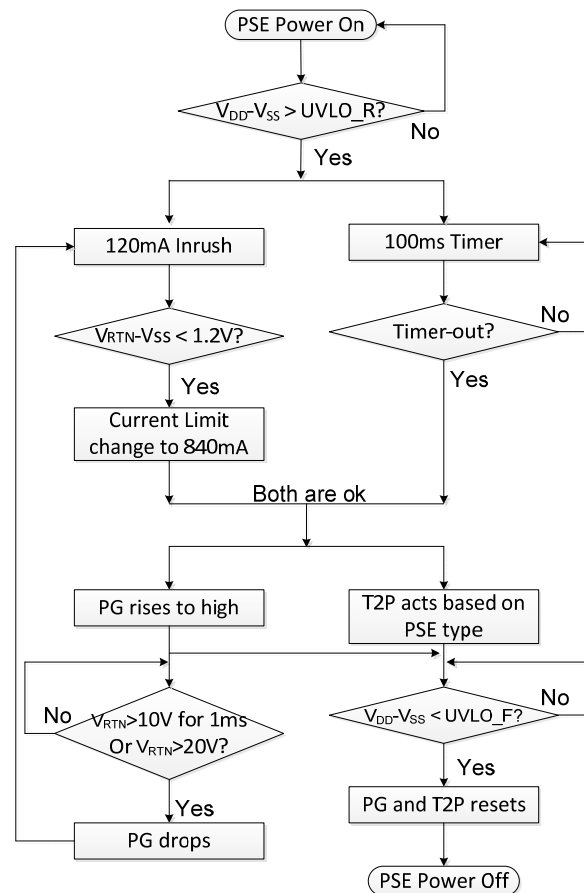 PSE Power On
VDD-VSS > UVLO_R?
No
Yes
120mA Inrush
100ms Timer
VRTN-VSS < 1.2V?
Timer-out?
No
Yes
Yes
Current Limit
change to 840mA
Both are ok
PG rises to high
T2P acts based on
PSE type
No
VRTN>10V for 1ms
Or VRTN>20V?
VDD-VSS < UVLO_F?
No
Yes
Yes
PG drops
PG and T2P resets
PSE Power Off